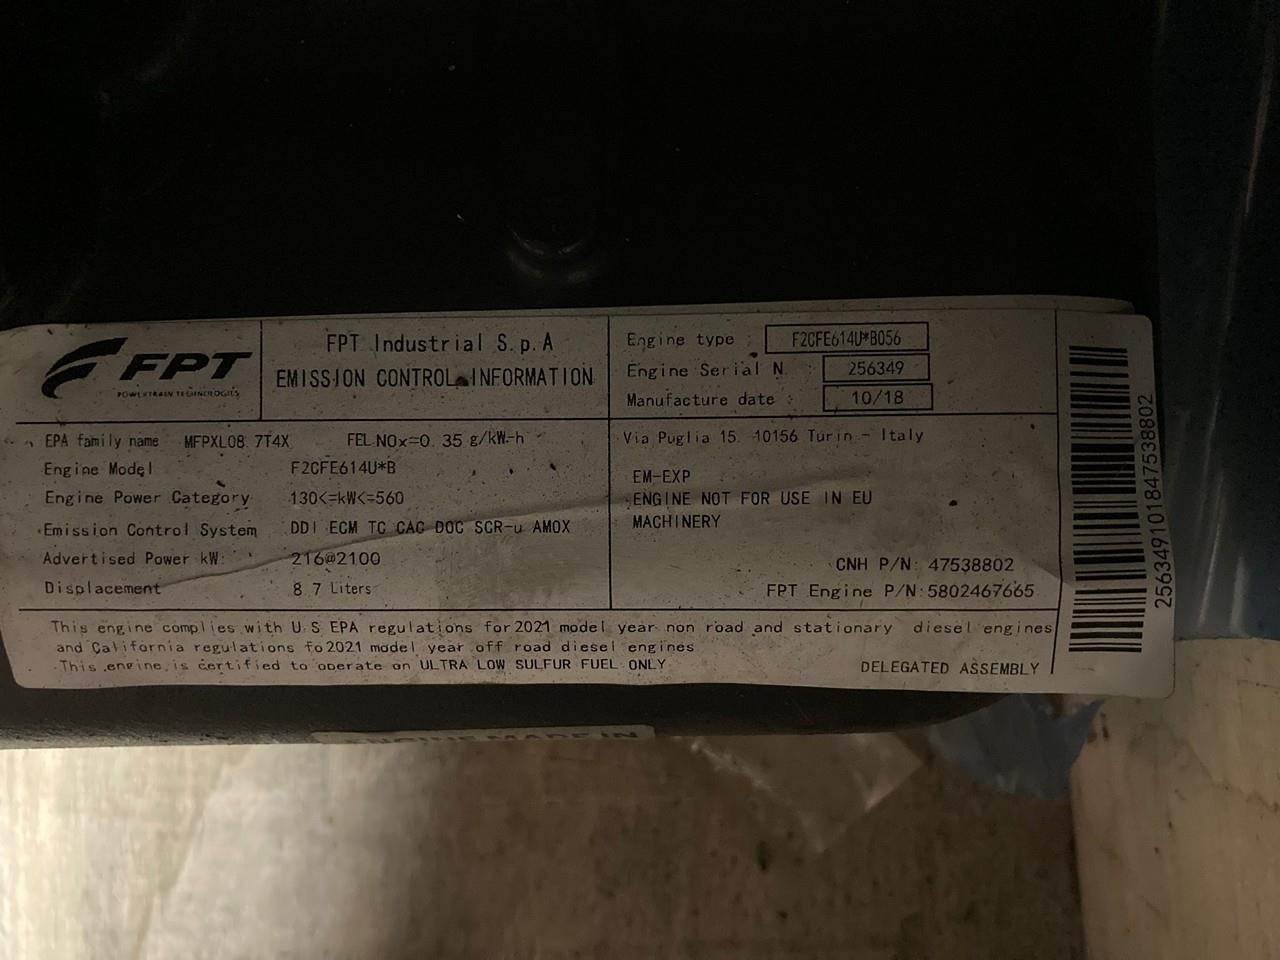 FPT
POWERTRAIN TECHNOLOGIES
FPT Industrial S.p.A
EMISSION CONTROL INFORMATION
Engine type : F2CFE614U*B056
Engine Serial N. : 256349
Manufacture date : 10/18
EPA family name MFPXL08.7T4X FEL NOx=0.35 g/kW-h
Engine Model F2CFE614U*B
Engine Power Category 130<=kW<=560
Emission Control System DDI ECM TC CAC DOC SCR-u AMOX
Advertised Power kW: 216@2100
Displacement 8.7 Liters
Via Puglia 15, 10156 Turin - Italy
EM-EXP
ENGINE NOT FOR USE IN EU
MACHINERY
CNH P/N: 47538802
FPT Engine P/N:5802467665
This engine complies with U.S EPA regulations for 2021 model year non road and stationary diesel engines
and California regulations fo 2021 model year off road diesel engines
This engine is certified to operate on ULTRA LOW SULFUR FUEL ONLY
DELEGATED ASSEMBLY
256349101847538802
ENGINE MADE IN